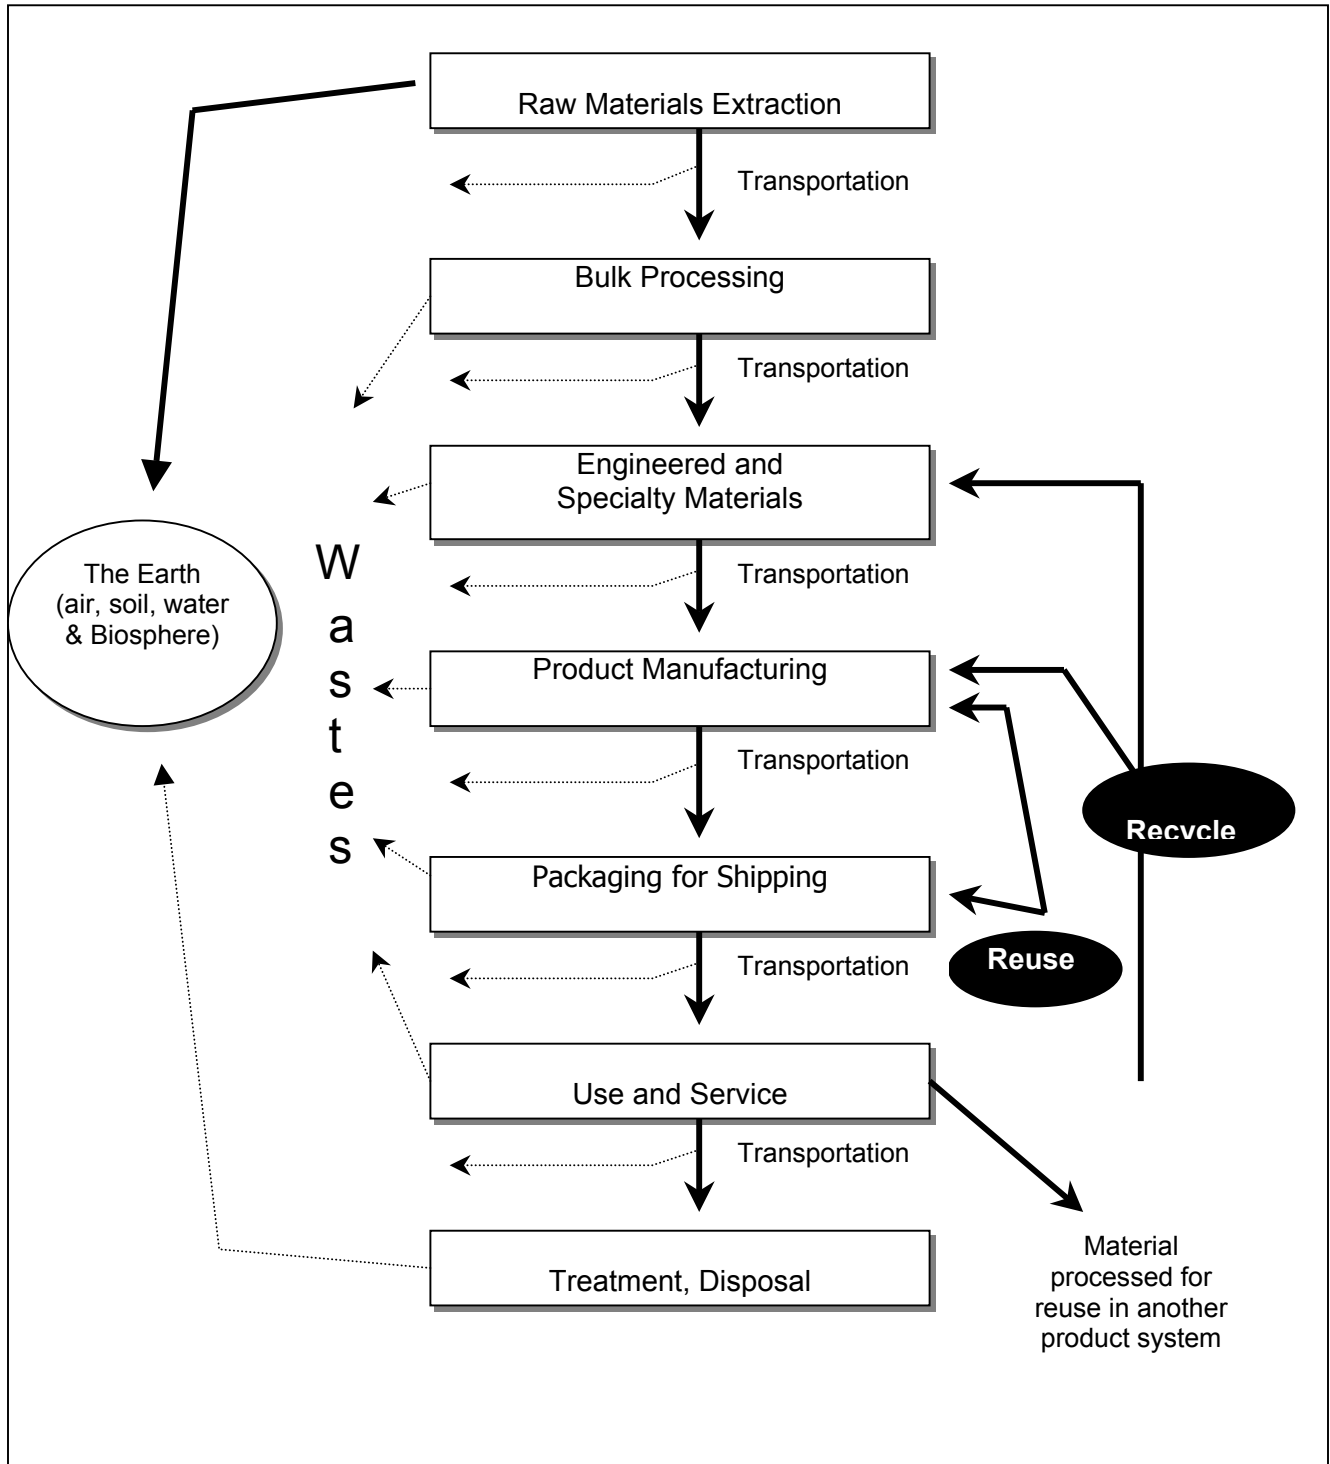 Raw Materials Extraction
Transportation
Bulk Processing
Transportation
Engineered and
Specialty Materials
Transportation
The Earth
(air, soil, water
& Biosphere)
W
a
s
t
e
s
Product Manufacturing
Transportation
Recycle
Packaging for Shipping
Reuse
Transportation
Use and Service
Transportation
Treatment, Disposal
Material
processed for
reuse in another
product system